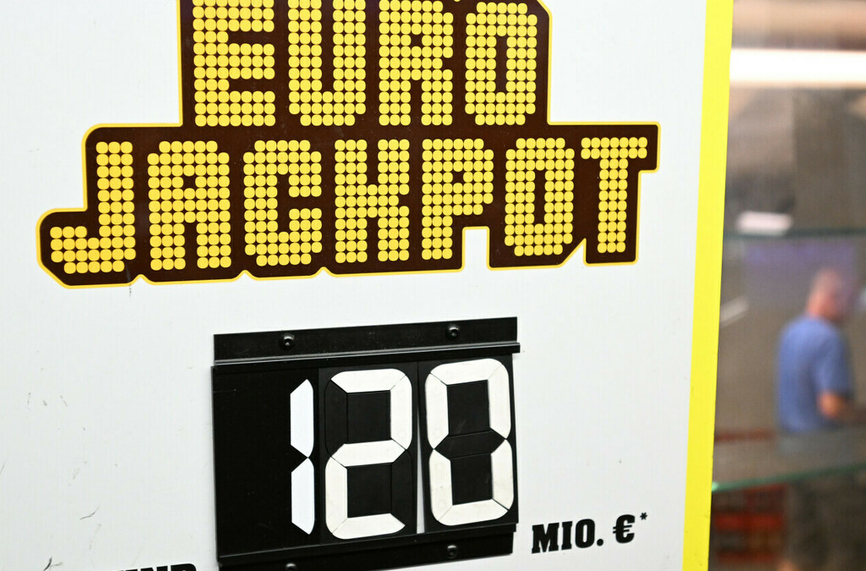 EURO
JACKPOT
120
MIO. €*